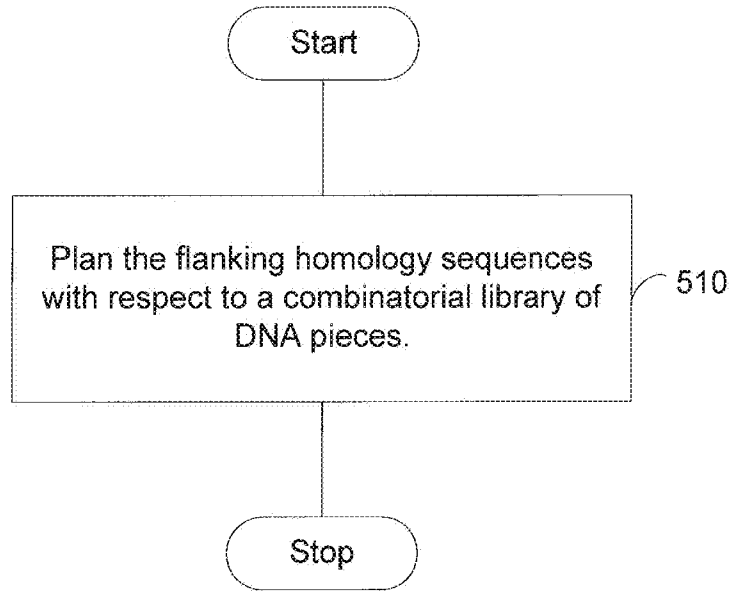 Start
Plan the flanking homology sequences
with respect to a combinatorial library of
DNA pieces.
510
Stop